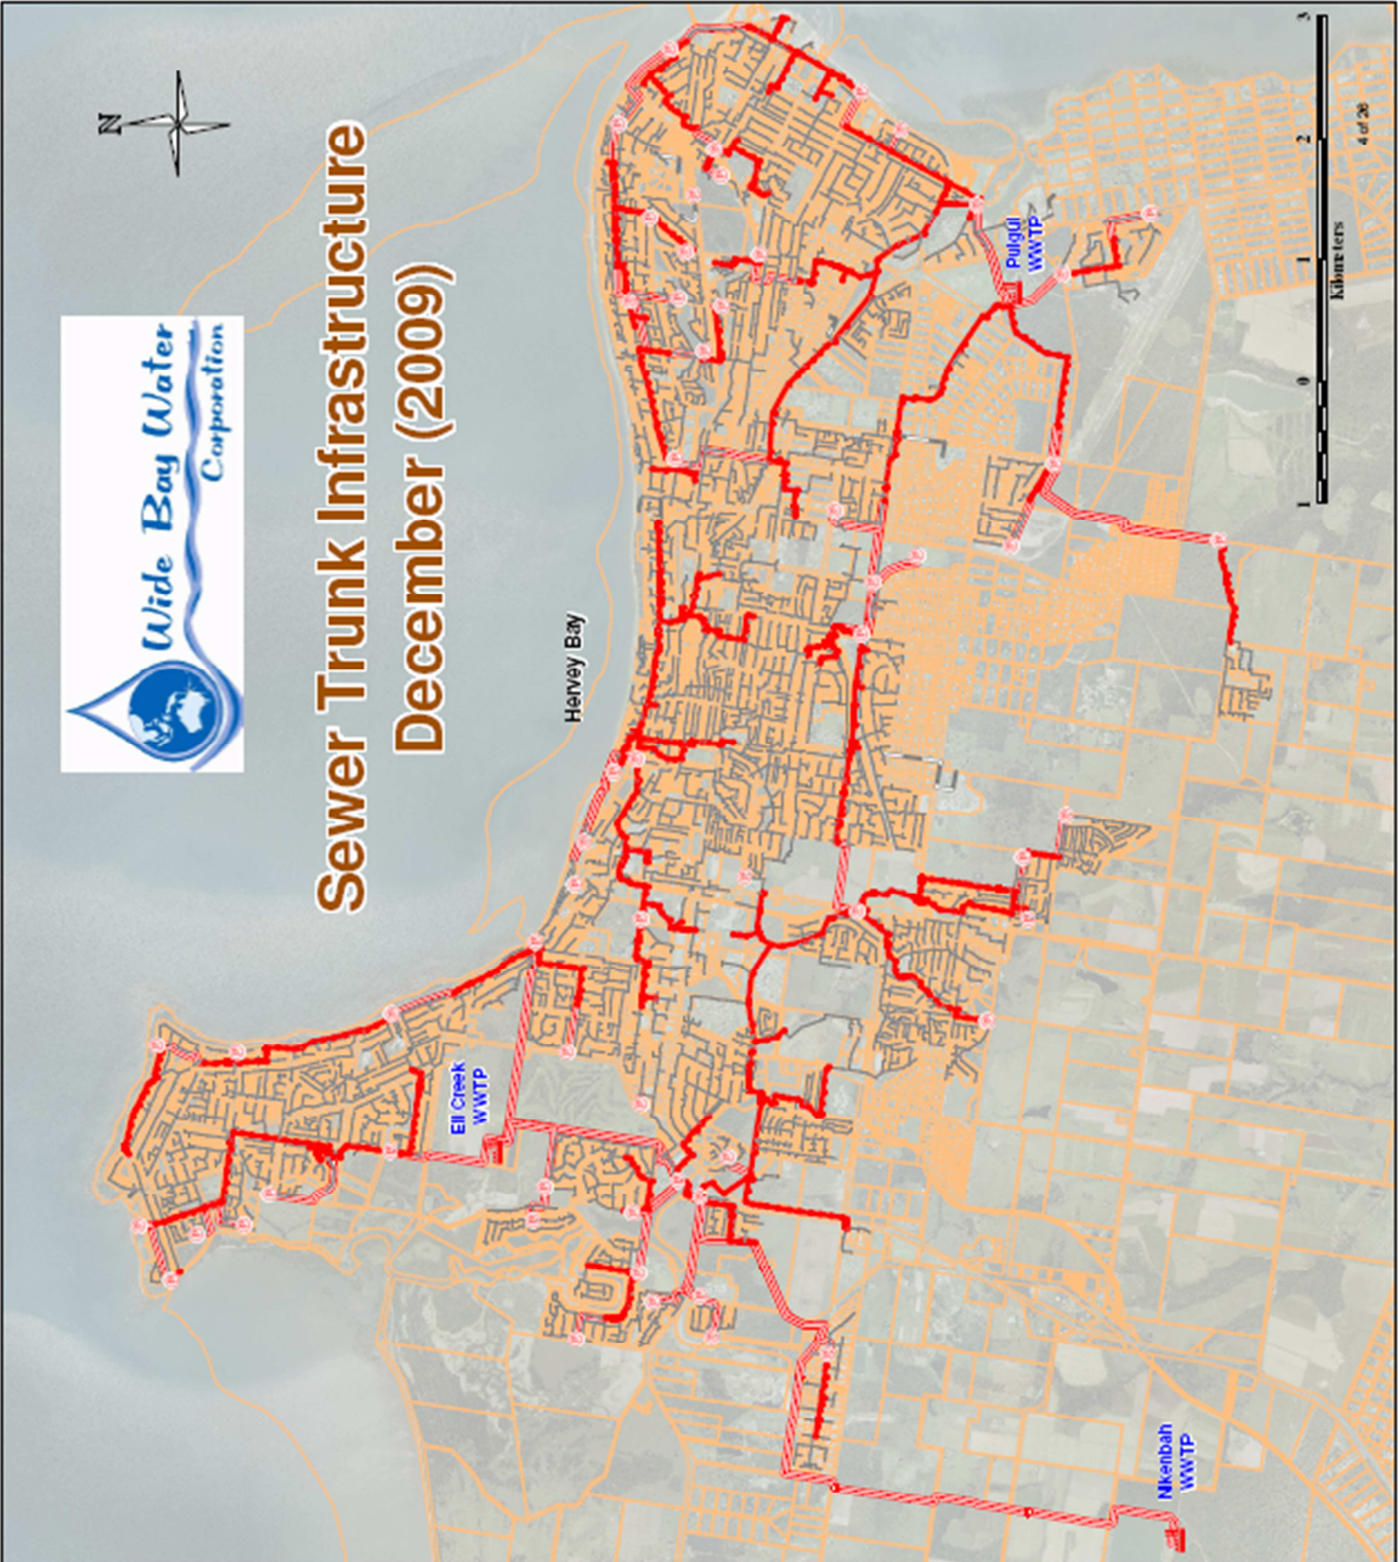 Wide Bay Water
Corporation
N
Sewer Trunk Infrastructure
December (2009)
Hervey Bay
Eli Creek
WWTP
Pulgul
WWTP
Nikenbah
WWTP
1 0 1 2 3
Kilometers
4 of 26